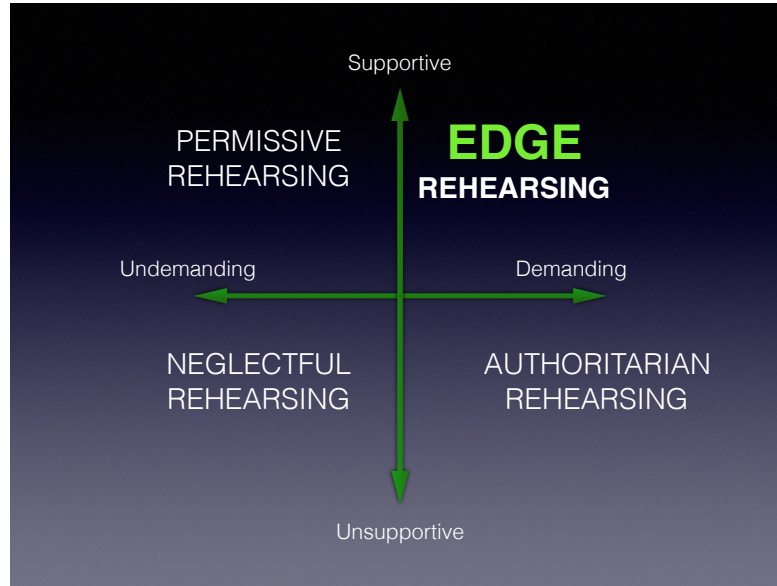 Supportive
PERMISSIVE
REHEARSING
EDGE
REHEARSING
Undemanding
Demanding
NEGLECTFUL
REHEARSING
AUTHORITARIAN
REHEARSING
Unsupportive